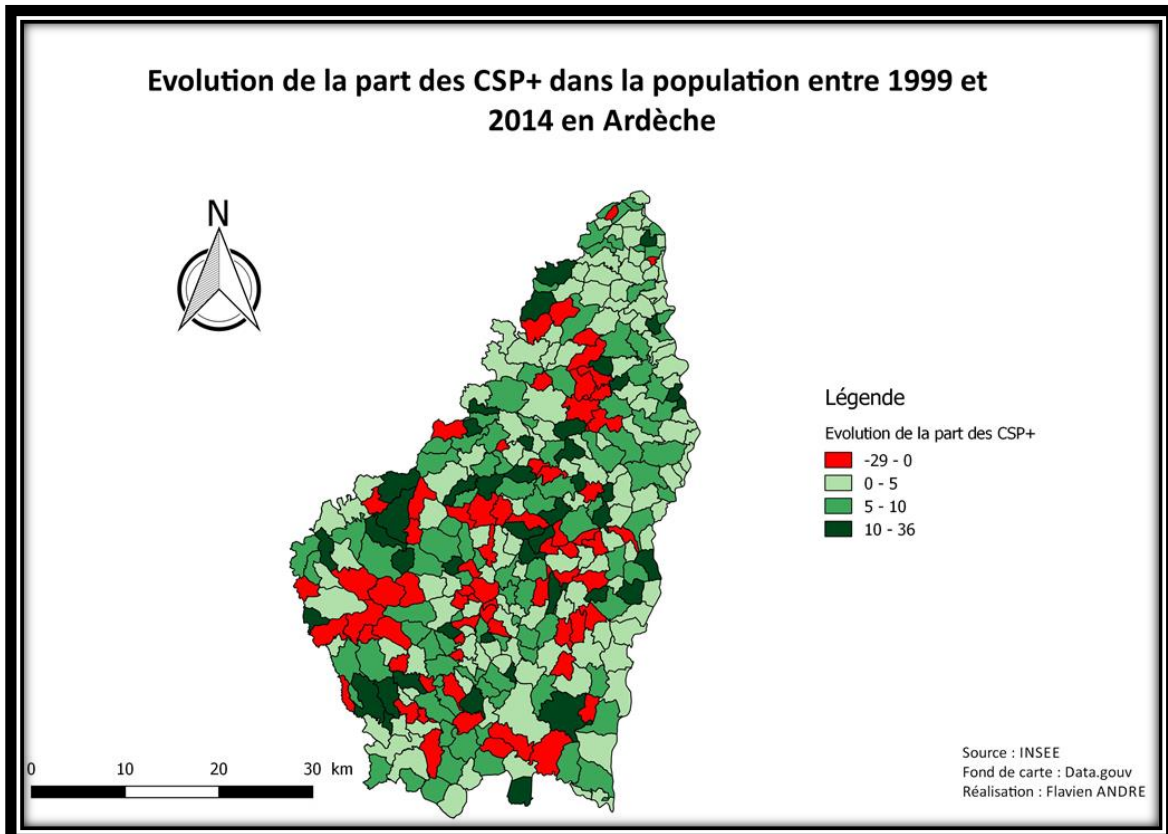 Evolution de la part des CSP+ dans la population entre 1999 et
2014 en Ardèche
N
Légende
Evolution de la part des CSP+
-29 - 0
0 - 5
5 - 10
10 - 36
0 10 20 30 km
Source : INSEE
Fond de carte : Data.gouv
Réalisation : Flavien ANDRE